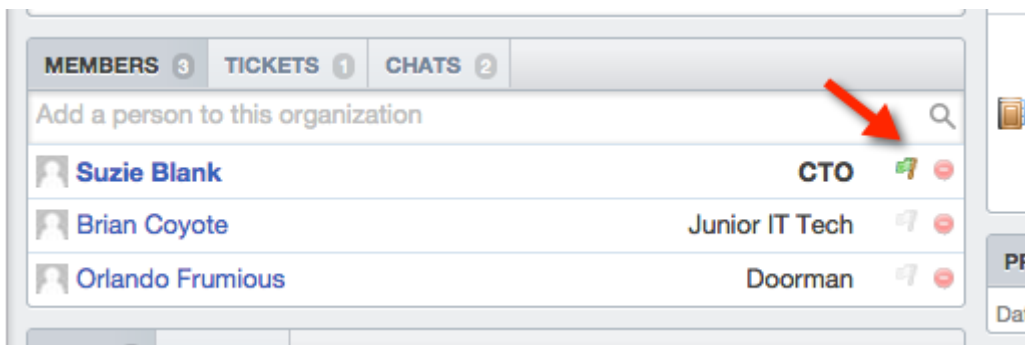 MEMBERS 3 TICKETS 1 CHATS 2
Add a person to this organization
Suzie Blank CTO
Brian Coyote Junior IT Tech
Orlando Frumious Doorman